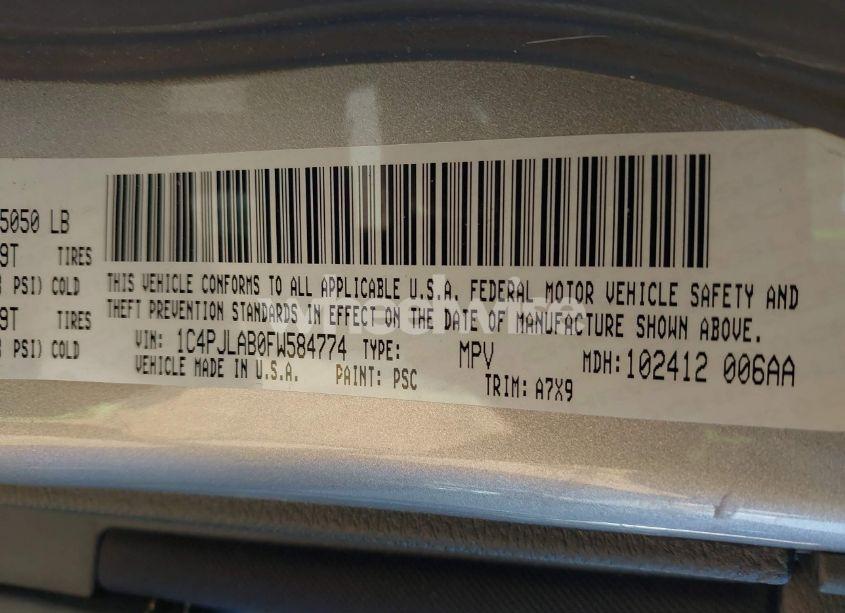 5050 LB
9T TIRES
PSI) COLD
9T TIRES
PSI) COLD
THIS VEHICLE CONFORMS TO ALL APPLICABLE U.S.A. FEDERAL MOTOR VEHICLE SAFETY AND
THEFT PREVENTION STANDARDS IN EFFECT ON THE DATE OF MANUFACTURE SHOWN ABOVE.
VIN: 1C4PJLAB0FW584774 TYPE: MPV MDH: 102412 006AA
VEHICLE MADE IN U.S.A. PAINT: PSC TRIM: A7X9
wheelwise